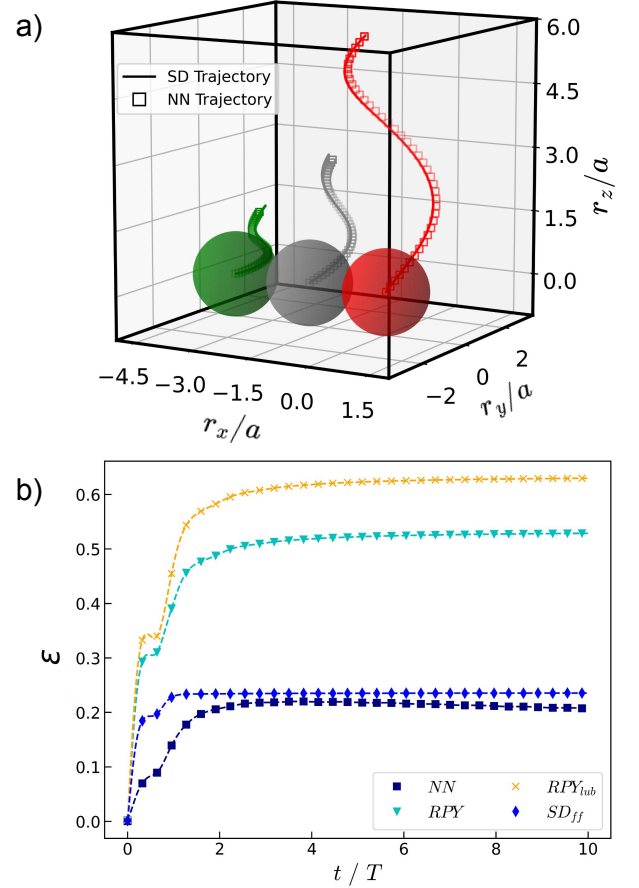 a)
SD Trajectory
NN Trajectory
6.0
4.5
3.0
1.5
0.0
r_z/a
−4.5 −3.0 −1.5 0.0 1.5
r_x/a
−2 0 2
r_y/a
b)
0.6
0.5
0.4
0.3
0.2
0.1
0.0
ε
NN RPY_lub
RPY SD_ff
0 2 4 6 8 10
t / T